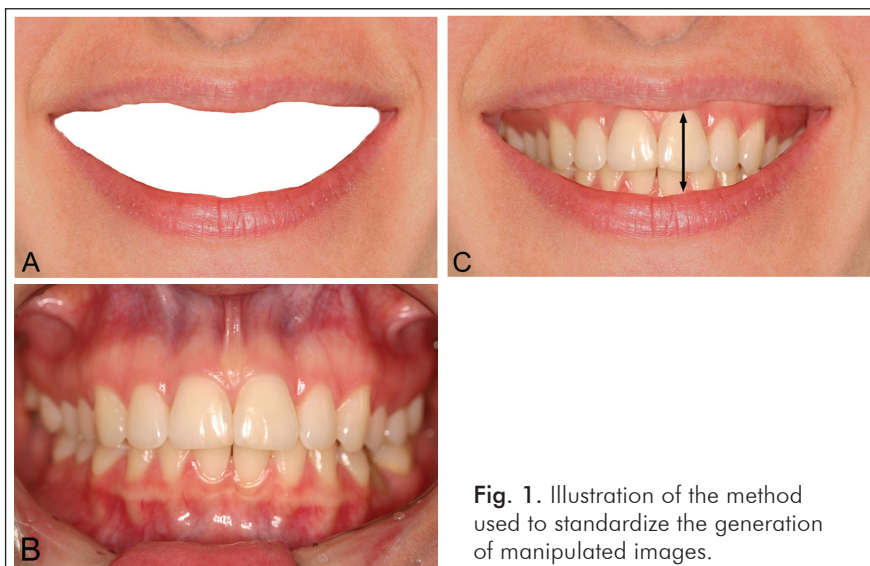 A
C
B
Fig. 1. Illustration of the method
used to standardize the generation
of manipulated images.